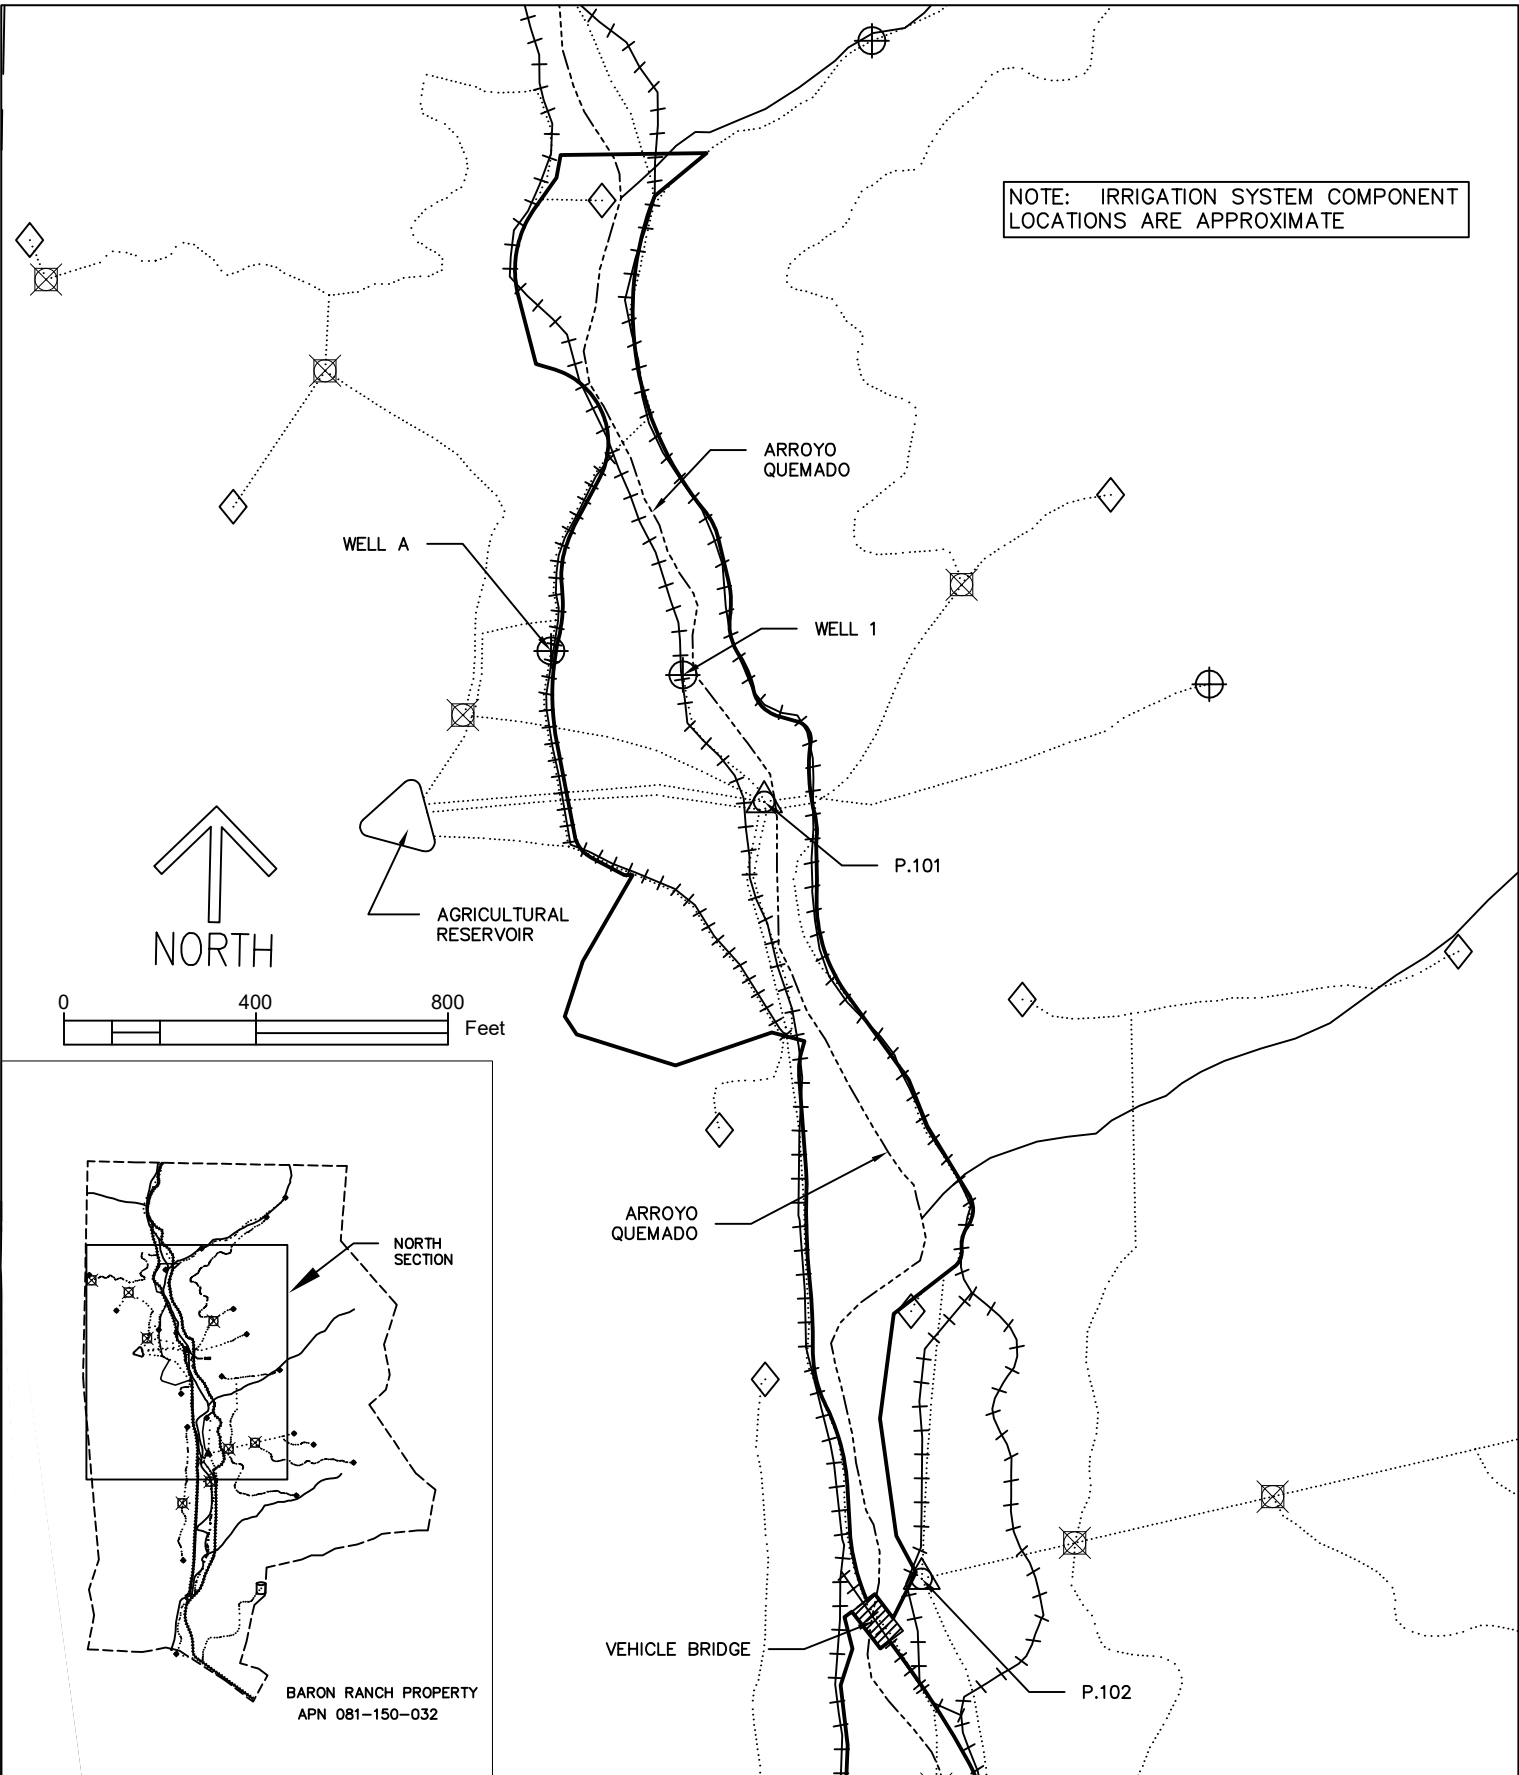 NOTE: IRRIGATION SYSTEM COMPONENT
LOCATIONS ARE APPROXIMATE
ARROYO
QUEMADO
WELL A
WELL 1
P.101
AGRICULTURAL
RESERVOIR
NORTH
0 400 800
Feet
ARROYO
QUEMADO
NORTH
SECTION
VEHICLE BRIDGE
P.102
BARON RANCH PROPERTY
APN 081-150-032